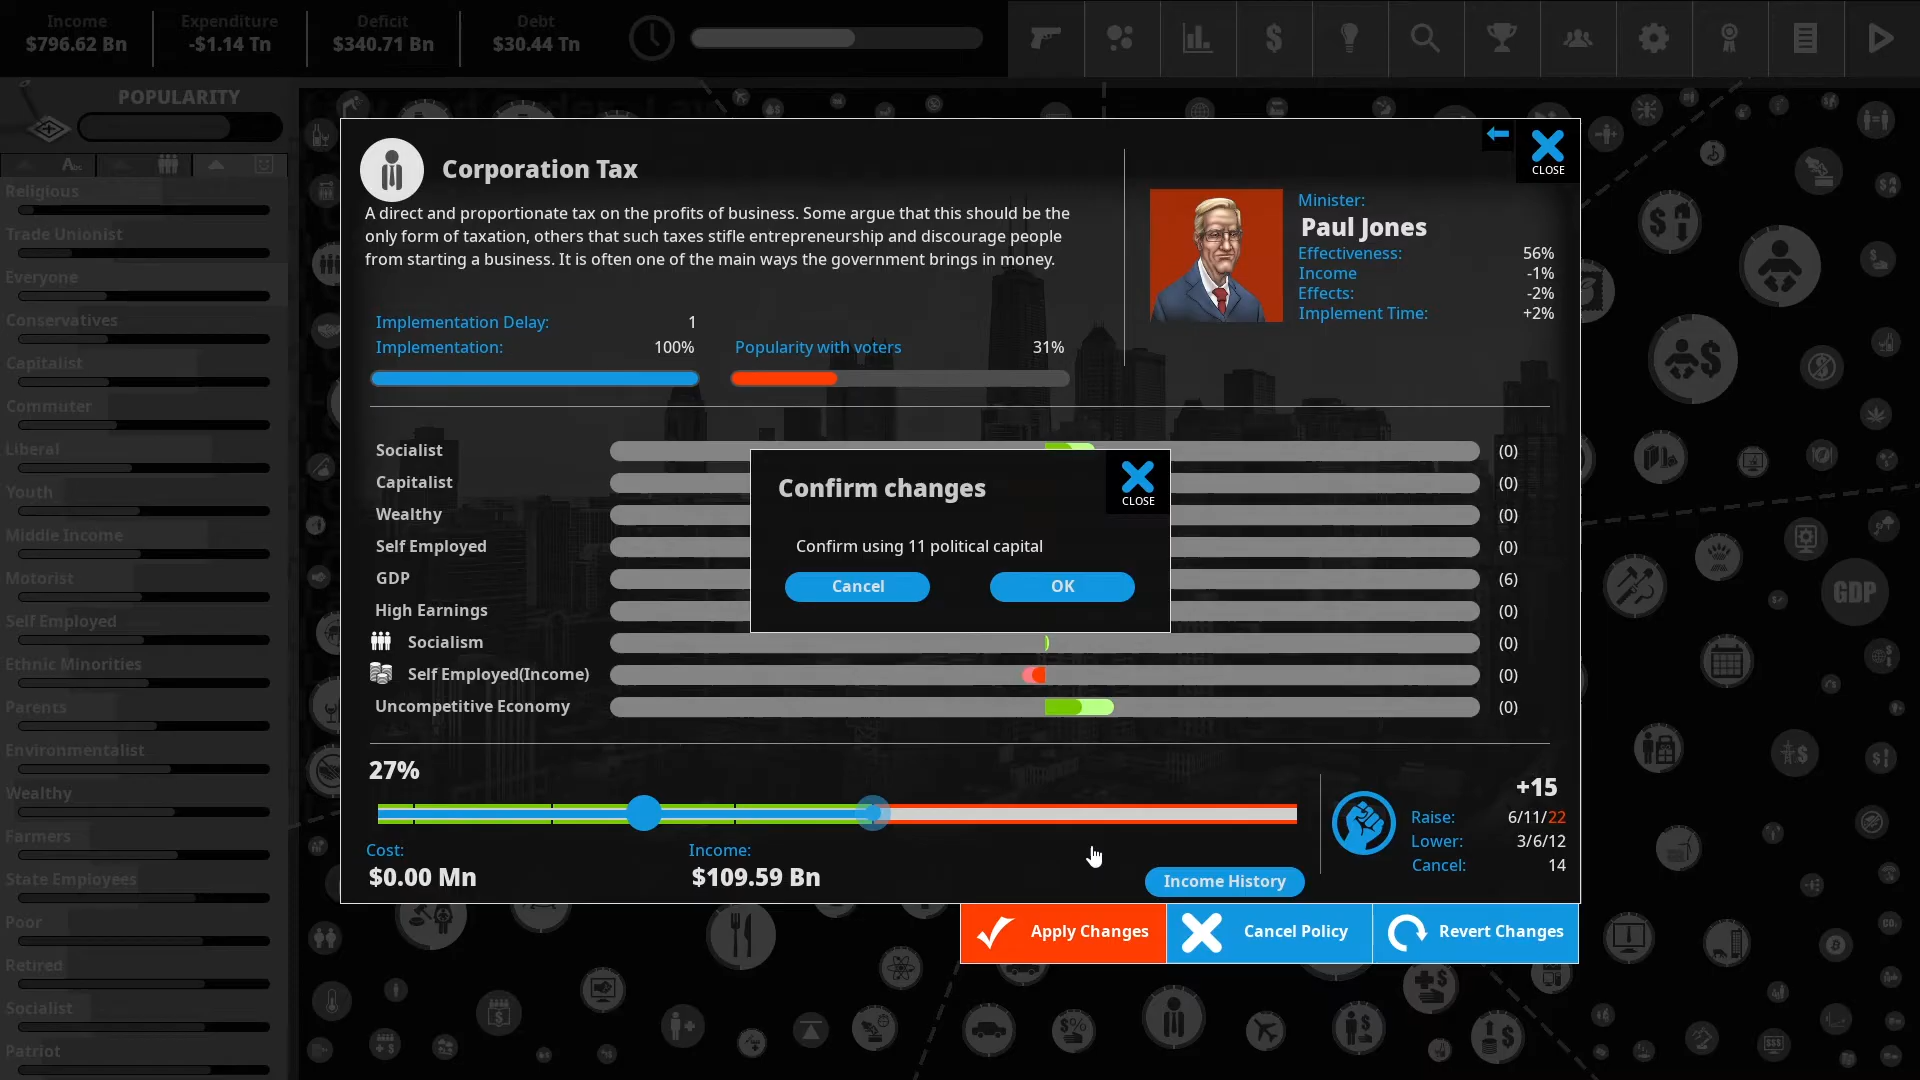 Income
$796.62 Bn
Expenditure
-$1.14 Tn
Deficit
$340.71 Bn
Debt
$30.44 Tn
POPULARITY
Religious
Trade Unionist
Everyone
Conservatives
Capitalist
Commuter
Liberal
Youth
Middle Income
Motorist
Self Employed
Ethnic Minorities
Parents
Environmentalist
Wealthy
Farmers
State Employees
Poor
Retired
Socialist
Patriot
Corporation Tax
A direct and proportionate tax on the profits of business. Some argue that this should be the
only form of taxation, others that such taxes stifle entrepreneurship and discourage people
from starting a business. It is often one of the main ways the government brings in money.
Implementation Delay: 1
Implementation: 100%
Popularity with voters 31%
CLOSE
Minister:
Paul Jones
Effectiveness: 56%
Income -1%
Effects: -2%
Implement Time: +2%
Socialist (0)
Capitalist (0)
Wealthy (0)
Self Employed (0)
GDP (6)
High Earnings (0)
Socialism (0)
Self Employed(Income) (0)
Uncompetitive Economy (0)
Confirm changes
CLOSE
Confirm using 11 political capital
Cancel
OK
27%
Cost:
$0.00 Mn
Income:
$109.59 Bn
Income History
+15
Raise: 6/11/22
Lower: 3/6/12
Cancel: 14
Apply Changes
Cancel Policy
Revert Changes
GDP